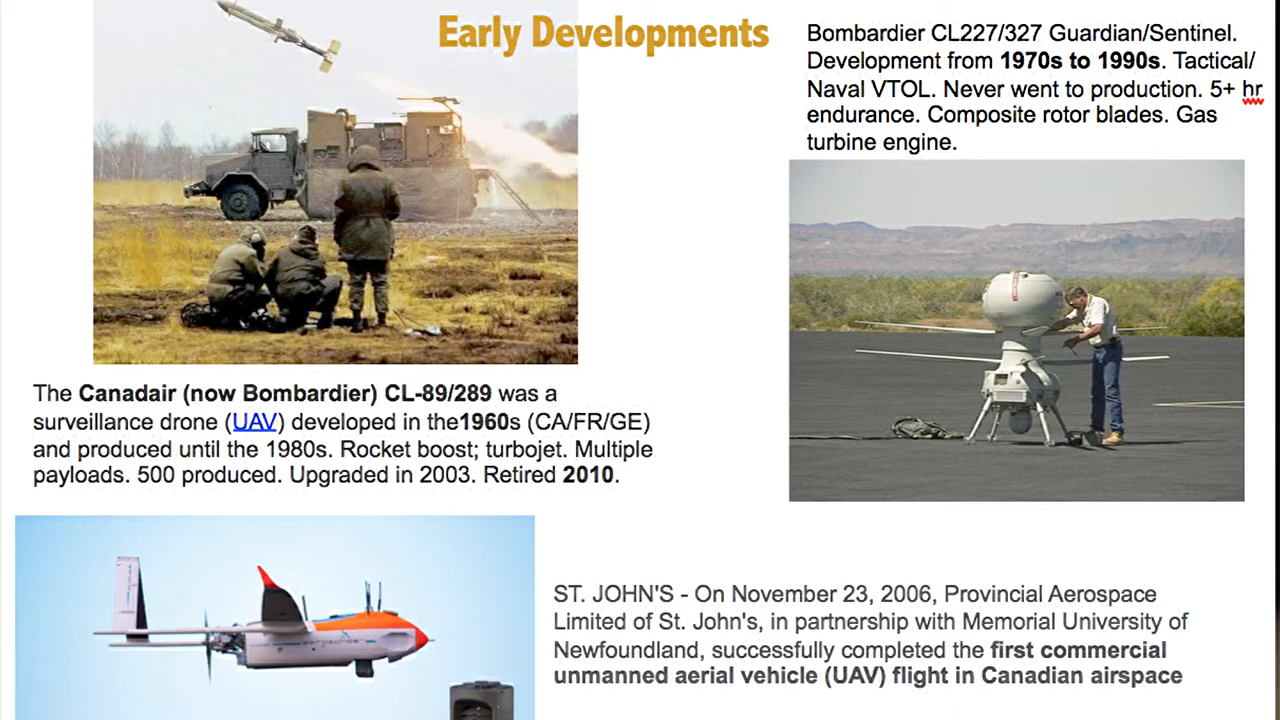 Early Developments
Bombardier CL227/327 Guardian/Sentinel.
Development from 1970s to 1990s. Tactical/
Naval VTOL. Never went to production. 5+ hr
endurance. Composite rotor blades. Gas
turbine engine.
The Canadair (now Bombardier) CL-89/289 was a
surveillance drone (UAV) developed in the1960s (CA/FR/GE)
and produced until the 1980s. Rocket boost; turbojet. Multiple
payloads. 500 produced. Upgraded in 2003. Retired 2010.
ST. JOHN'S - On November 23, 2006, Provincial Aerospace
Limited of St. John's, in partnership with Memorial University of
Newfoundland, successfully completed the first commercial
unmanned aerial vehicle (UAV) flight in Canadian airspace